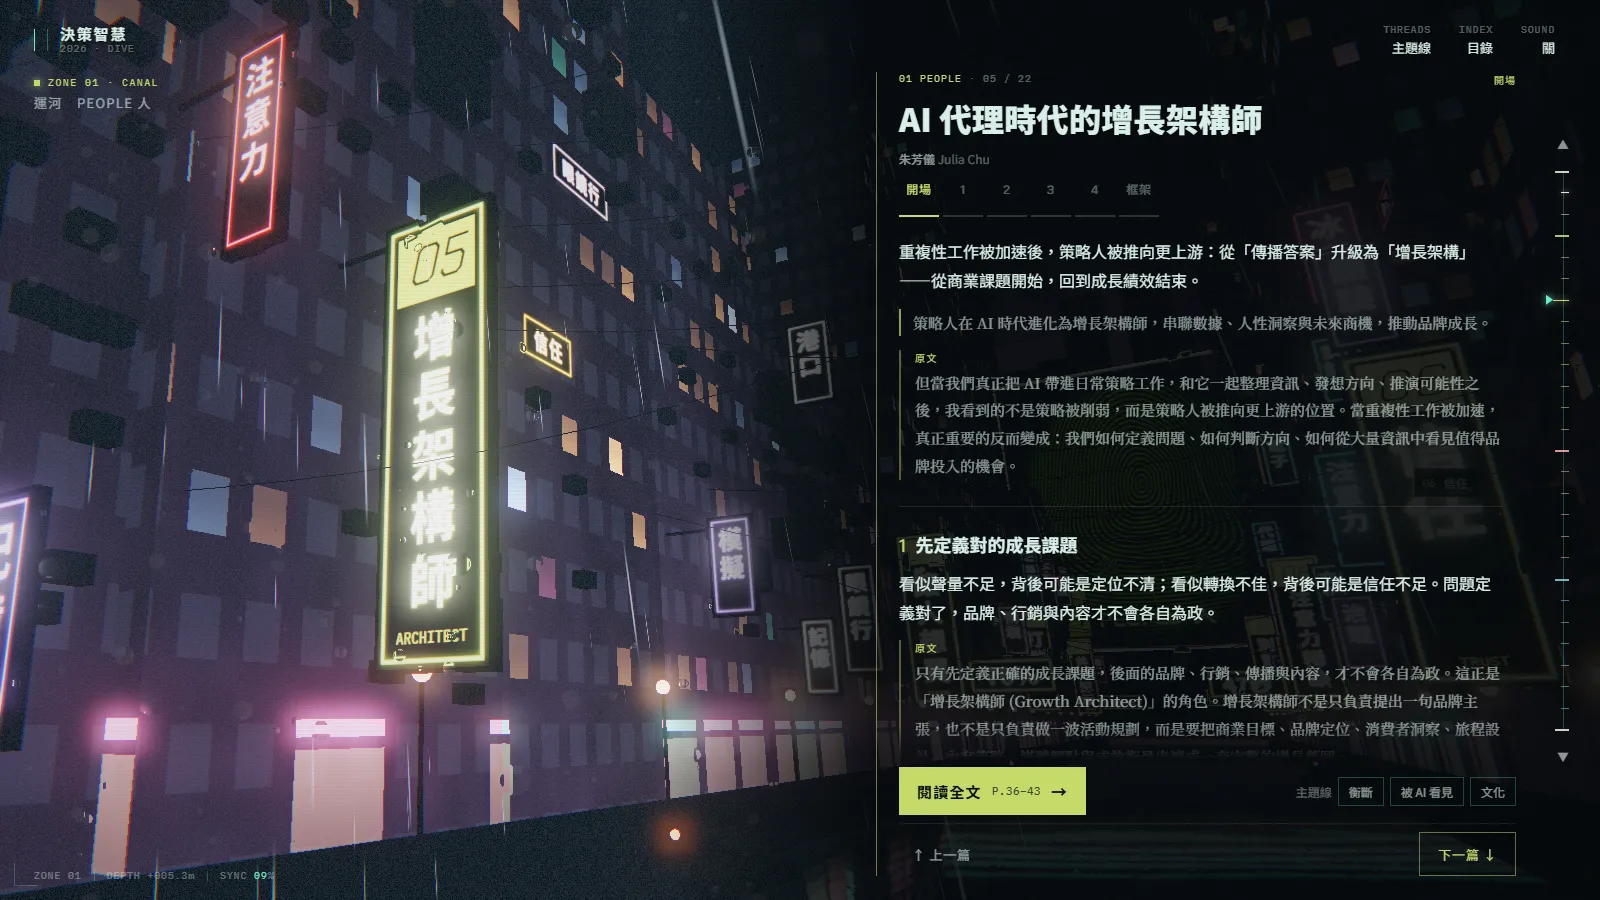 決策智慧
2026 · DIVE
ZONE 01 · CANAL
運河 PEOPLE 人
注意力
眼鏡行
05
增長架構師
ARCHITECT
信任
港口
模擬
記憶
ZONE 01 | DEPTH +005.3m | SYNC 09%
THREADS
主題線
INDEX
目錄
SOUND
關
01 PEOPLE · 05 / 22
開場
AI 代理時代的增長架構師
朱芳儀 Julia Chu
開場 1 2 3 4 框架
重複性工作被加速後，策略人被推向更上游：從「傳播答案」升級為「增長架構」
——從商業課題開始，回到成長績效結束。
策略人在 AI 時代進化為增長架構師，串聯數據、人性洞察與未來商機，推動品牌成長。
原文
但當我們真正把 AI 帶進日常策略工作，和它一起整理資訊、發想方向、推演可能性之
後，我看到的不是策略被削弱，而是策略人被推向更上游的位置。當重複性工作被加速，
真正重要的反而變成：我們如何定義問題、如何判斷方向、如何從大量資訊中看見值得品
牌投入的機會。
1 先定義對的成長課題
看似聲量不足，背後可能是定位不清；看似轉換不佳，背後可能是信任不足。問題定
義對了，品牌、行銷與內容才不會各自為政。
原文
只有先定義正確的成長課題，後面的品牌、行銷、傳播與內容，才不會各自為政。這正是
「增長架構師 (Growth Architect)」的角色。增長架構師不是只負責提出一句品牌主
張，也不是只負責做一波活動規劃，而是要把商業目標、品牌定位、消費者洞察、旅程設
閱讀全文 P.36–43 →
主題線 衡斷 被 AI 看見 文化
↑ 上一篇
下一篇 ↓